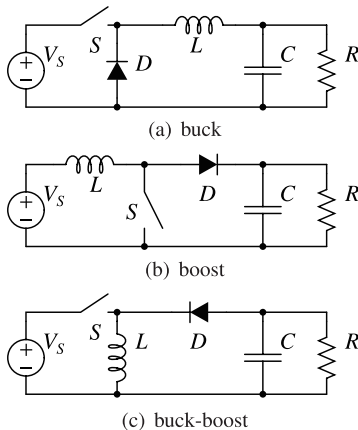 V_S S D L C R
(a) buck
V_S L S D C R
(b) boost
V_S S L D C R
(c) buck-boost